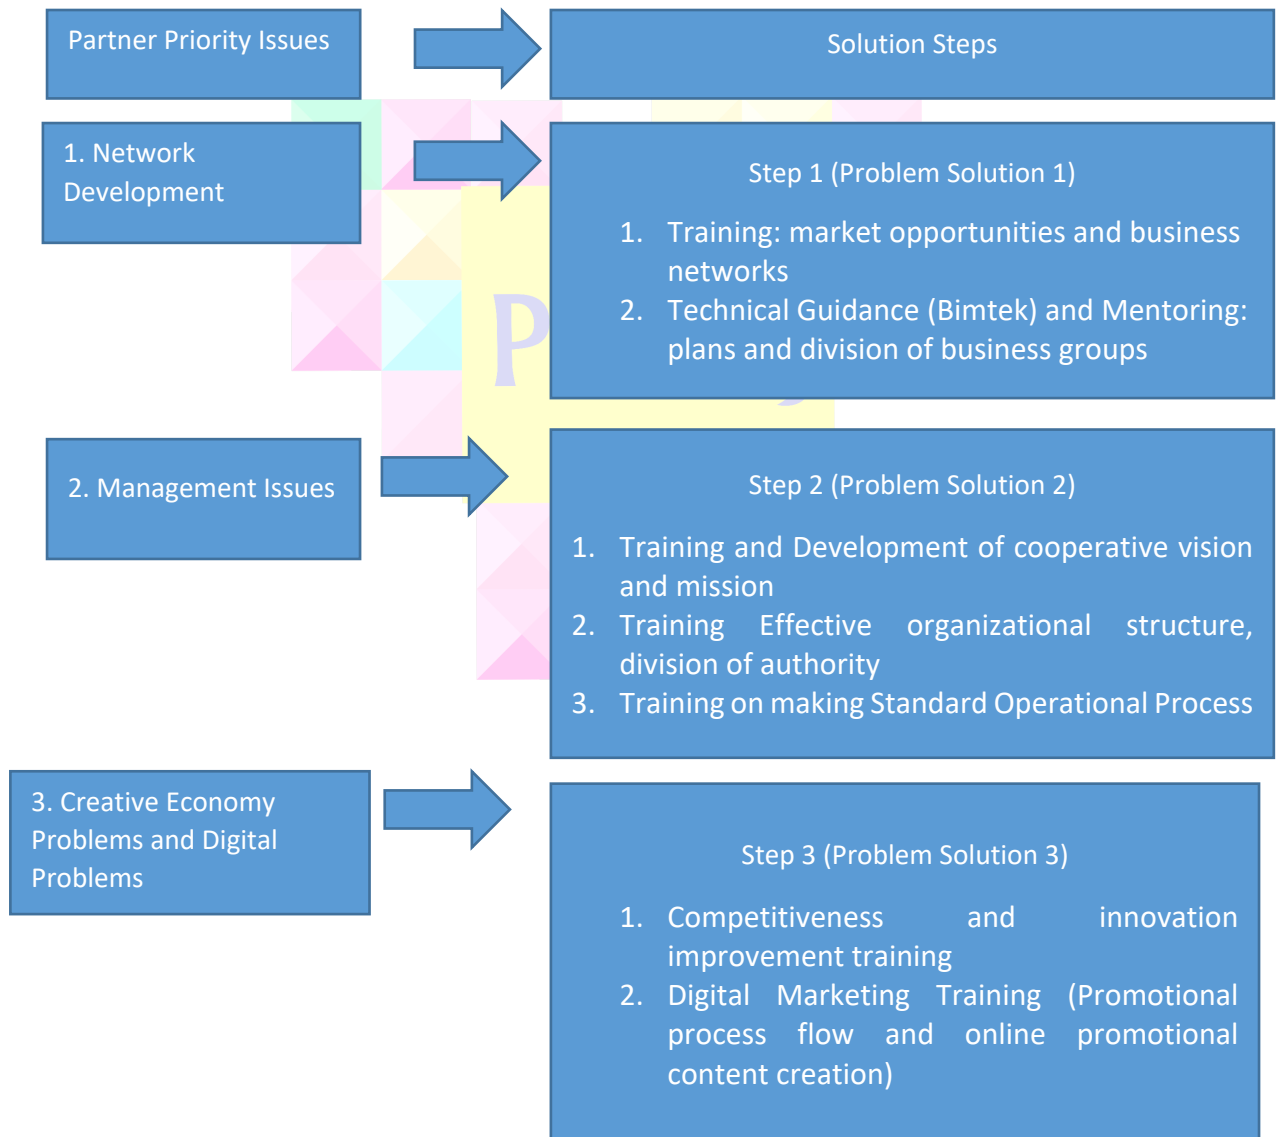 Partner Priority Issues
Solution Steps
1. Network
Development
Step 1 (Problem Solution 1)
1. Training: market opportunities and business
networks
2. Technical Guidance (Bimtek) and Mentoring:
plans and division of business groups
2. Management Issues
Step 2 (Problem Solution 2)
1. Training and Development of cooperative vision
and mission
2. Training Effective organizational structure,
division of authority
3. Training on making Standard Operational Process
3. Creative Economy
Problems and Digital
Problems
Step 3 (Problem Solution 3)
1. Competitiveness and innovation
improvement training
2. Digital Marketing Training (Promotional
process flow and online promotional
content creation)